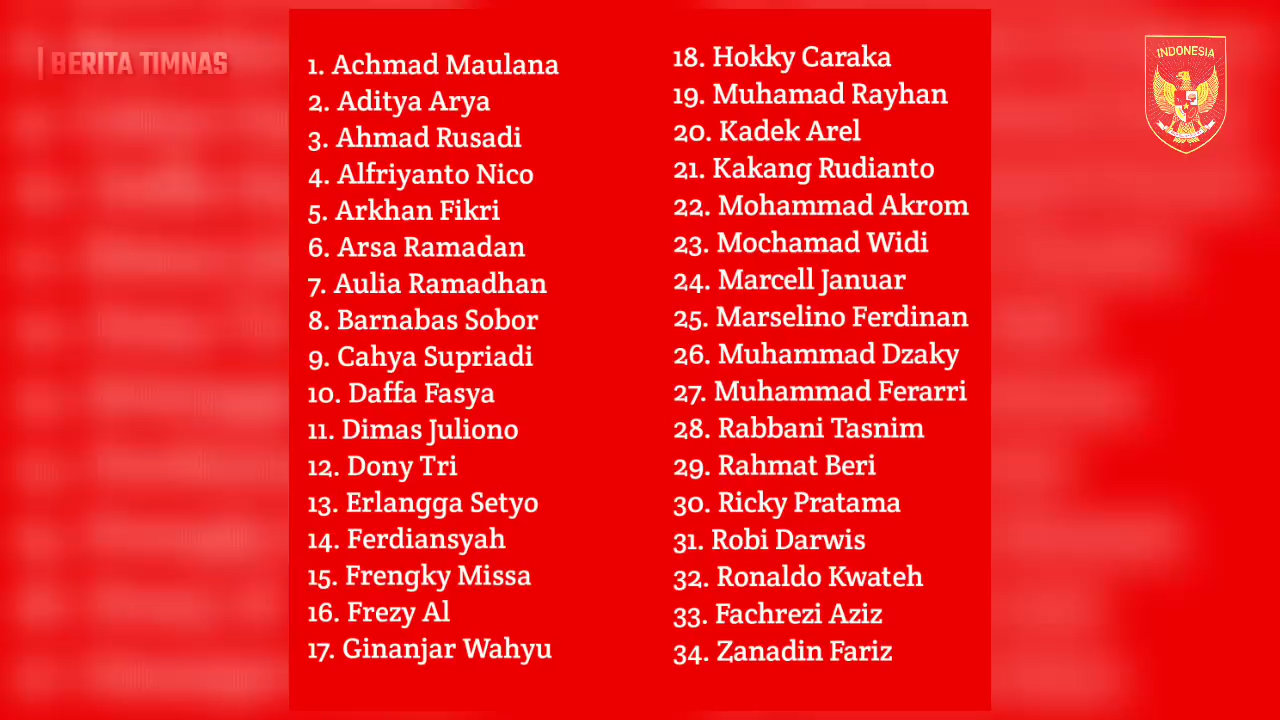 | BERITA TIMNAS
1. Achmad Maulana
2. Aditya Arya
3. Ahmad Rusadi
4. Alfriyanto Nico
5. Arkhan Fikri
6. Arsa Ramadan
7. Aulia Ramadhan
8. Barnabas Sobor
9. Cahya Supriadi
10. Daffa Fasya
11. Dimas Juliono
12. Dony Tri
13. Erlangga Setyo
14. Ferdiansyah
15. Frengky Missa
16. Frezy Al
17. Ginanjar Wahyu
18. Hokky Caraka
19. Muhamad Rayhan
20. Kadek Arel
21. Kakang Rudianto
22. Mohammad Akrom
23. Mochamad Widi
24. Marcell Januar
25. Marselino Ferdinan
26. Muhammad Dzaky
27. Muhammad Ferarri
28. Rabbani Tasnim
29. Rahmat Beri
30. Ricky Pratama
31. Robi Darwis
32. Ronaldo Kwateh
33. Fachrezi Aziz
34. Zanadin Fariz
INDONESIA